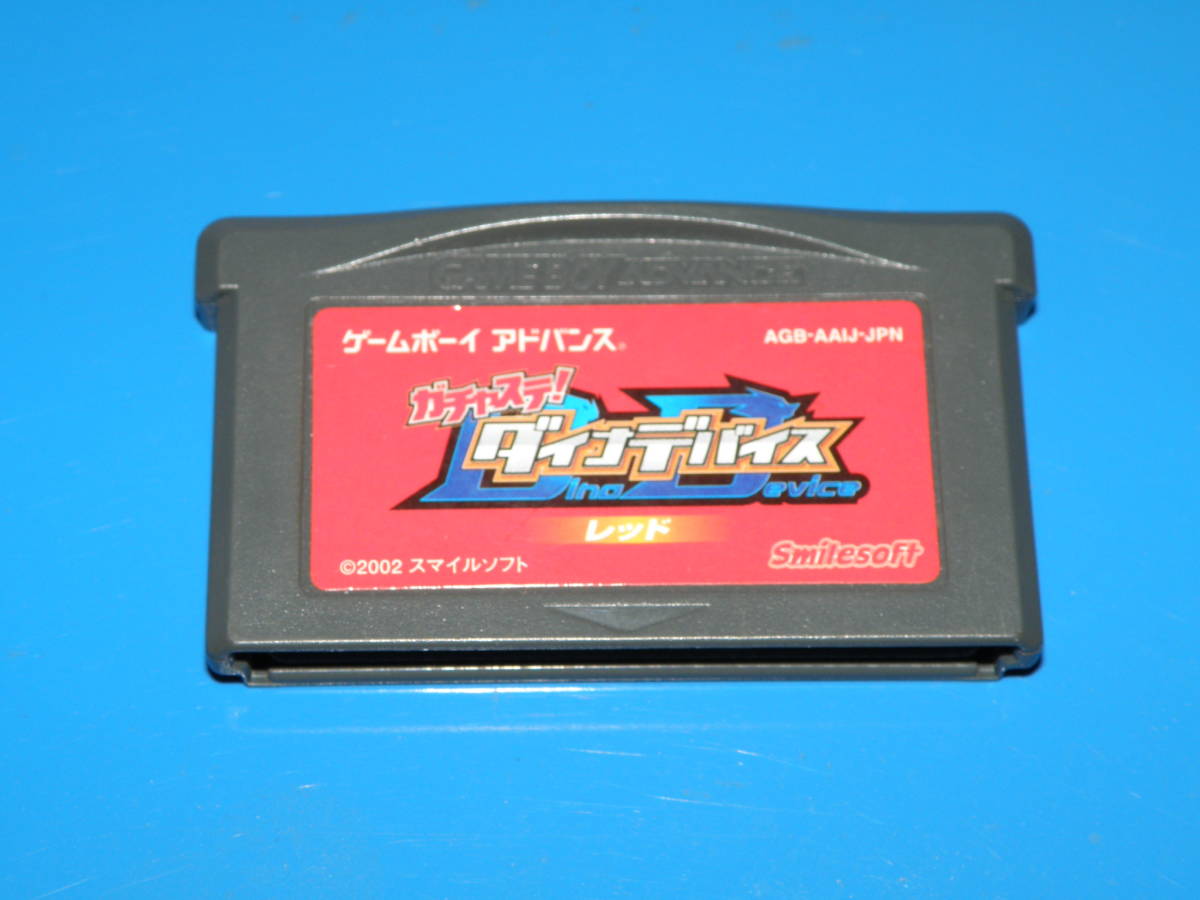 GAME BOY ADVANCE
ゲームボーイ アドバンス®
AGB-AAIJ-JPN
ガチャステ!
ダイナデバイス
Dino Device
レッド
©2002 スマイルソフト
Smilesoft